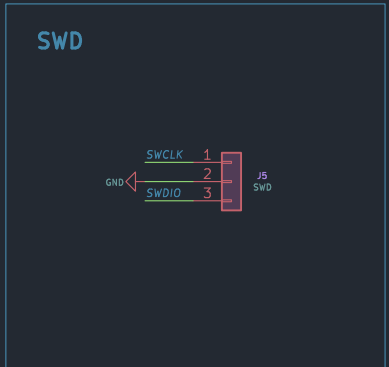 SWD
SWCLK 1
J5
GND 2
SWD
SWDIO 3